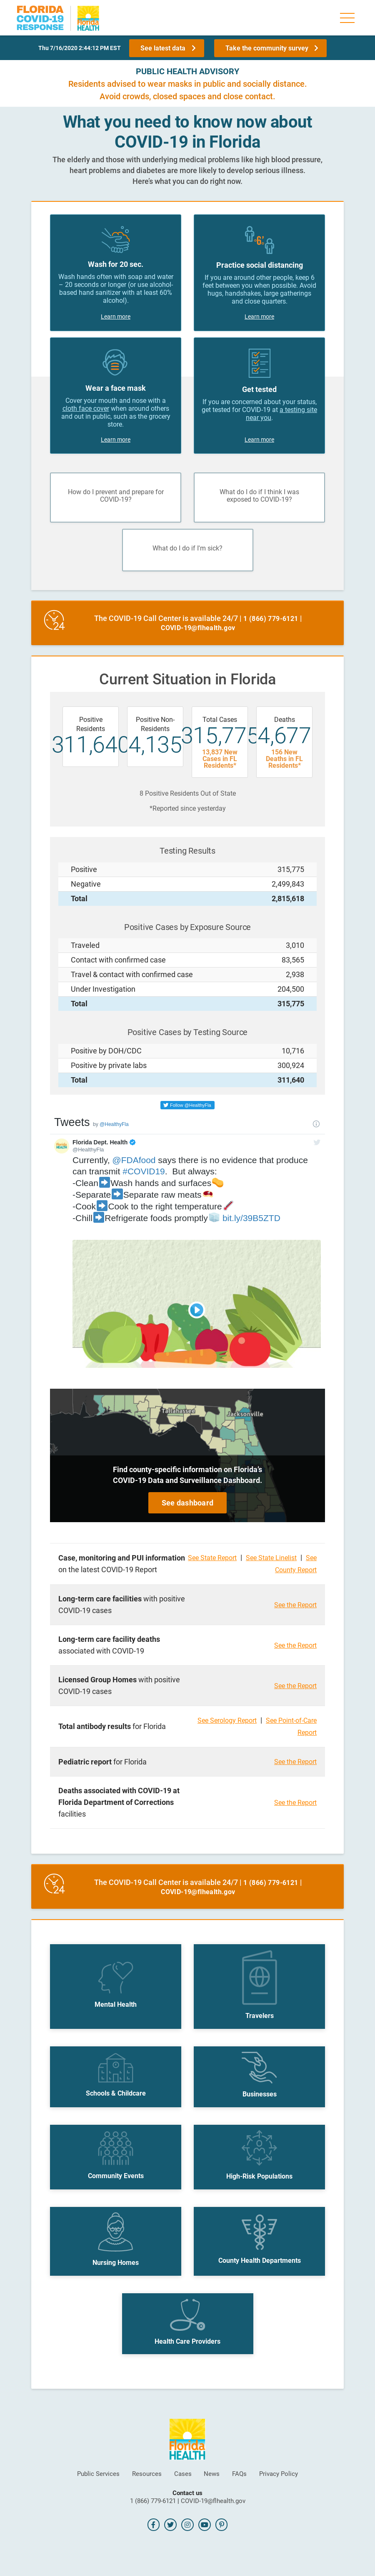 FLORIDA
COVID-19
RESPONSE
Florida
HEALTH
Thu 7/16/2020 2:44:12 PM EST
See latest data
Take the community survey
PUBLIC HEALTH ADVISORY
Residents advised to wear masks in public and socially distance.
Avoid crowds, closed spaces and close contact.
What you need to know now about
COVID-19 in Florida
The elderly and those with underlying medical problems like high blood pressure,
heart problems and diabetes are more likely to develop serious illness.
Here's what you can do right now.
Wash for 20 sec.
Wash hands often with soap and water
– 20 seconds or longer (or use alcohol-
based hand sanitizer with at least 60%
alcohol).
Learn more
6'
Practice social distancing
If you are around other people, keep 6
feet between you when possible. Avoid
hugs, handshakes, large gatherings
and close quarters.
Learn more
Wear a face mask
Cover your mouth and nose with a
cloth face cover when around others
and out in public, such as the grocery
store.
Learn more
Get tested
If you are concerned about your status,
get tested for COVID-19 at a testing site
near you.
Learn more
How do I prevent and prepare for
COVID-19?
What do I do if I think I was
exposed to COVID-19?
What do I do if I'm sick?
24
The COVID-19 Call Center is available 24/7 | 1 (866) 779-6121 |
COVID-19@flhealth.gov
Current Situation in Florida
Positive
Residents
311,640
Positive Non-
Residents
4,135
Total Cases
315,775
13,837 New
Cases in FL
Residents*
Deaths
4,677
156 New
Deaths in FL
Residents*
8 Positive Residents Out of State
*Reported since yesterday
Testing Results
Positive 315,775
Negative 2,499,843
Total 2,815,618
Positive Cases by Exposure Source
Traveled 3,010
Contact with confirmed case 83,565
Travel & contact with confirmed case 2,938
Under Investigation 204,500
Total 315,775
Positive Cases by Testing Source
Positive by DOH/CDC 10,716
Positive by private labs 300,924
Total 311,640
Follow @HealthyFla
Tweets by @HealthyFla
Florida Dept. Health
@HealthyFla
Currently, @FDAfood says there is no evidence that produce
can transmit #COVID19. But always:
-Clean➡️Wash hands and surfaces
-Separate➡️Separate raw meats
-Cook➡️Cook to the right temperature
-Chill➡️Refrigerate foods promptly bit.ly/39B5ZTD
Tallahassee
Jacksonville
Find county-specific information on Florida's
COVID-19 Data and Surveillance Dashboard.
See dashboard
Case, monitoring and PUI information
on the latest COVID-19 Report
See State Report | See State Linelist | See
County Report
Long-term care facilities with positive
COVID-19 cases
See the Report
Long-term care facility deaths
associated with COVID-19
See the Report
Licensed Group Homes with positive
COVID-19 cases
See the Report
Total antibody results for Florida
See Serology Report | See Point-of-Care
Report
Pediatric report for Florida
See the Report
Deaths associated with COVID-19 at
Florida Department of Corrections
facilities
See the Report
24
The COVID-19 Call Center is available 24/7 | 1 (866) 779-6121 |
COVID-19@flhealth.gov
Mental Health
Travelers
Schools & Childcare
Businesses
Community Events
High-Risk Populations
Nursing Homes
County Health Departments
Health Care Providers
Florida
HEALTH
Public Services
Resources
Cases
News
FAQs
Privacy Policy
Contact us
1 (866) 779-6121 | COVID-19@flhealth.gov